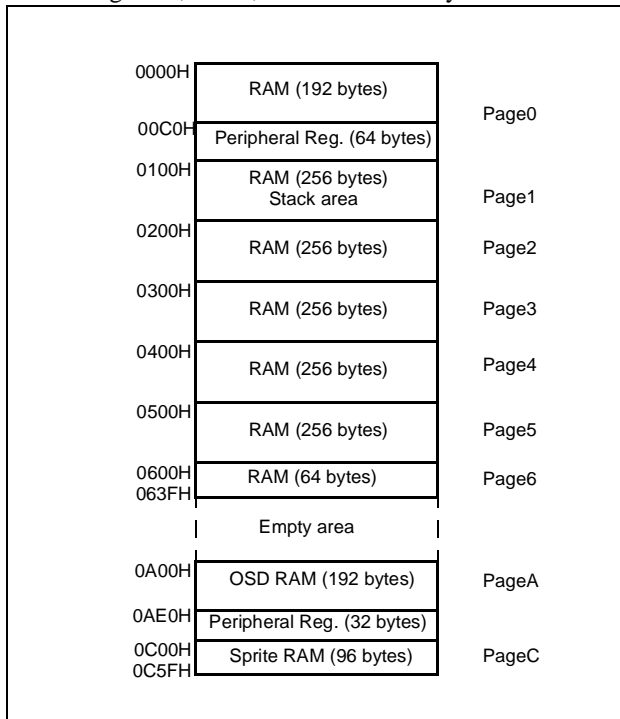 0000H
RAM (192 bytes)
Page0
00C0H
Peripheral Reg. (64 bytes)
0100H
RAM (256 bytes)
Stack area
Page1
0200H
RAM (256 bytes)
Page2
0300H
RAM (256 bytes)
Page3
0400H
RAM (256 bytes)
Page4
0500H
RAM (256 bytes)
Page5
0600H
RAM (64 bytes)
Page6
063FH
Empty area
0A00H
OSD RAM (192 bytes)
PageA
0AE0H
Peripheral Reg. (32 bytes)
0C00H
Sprite RAM (96 bytes)
PageC
0C5FH